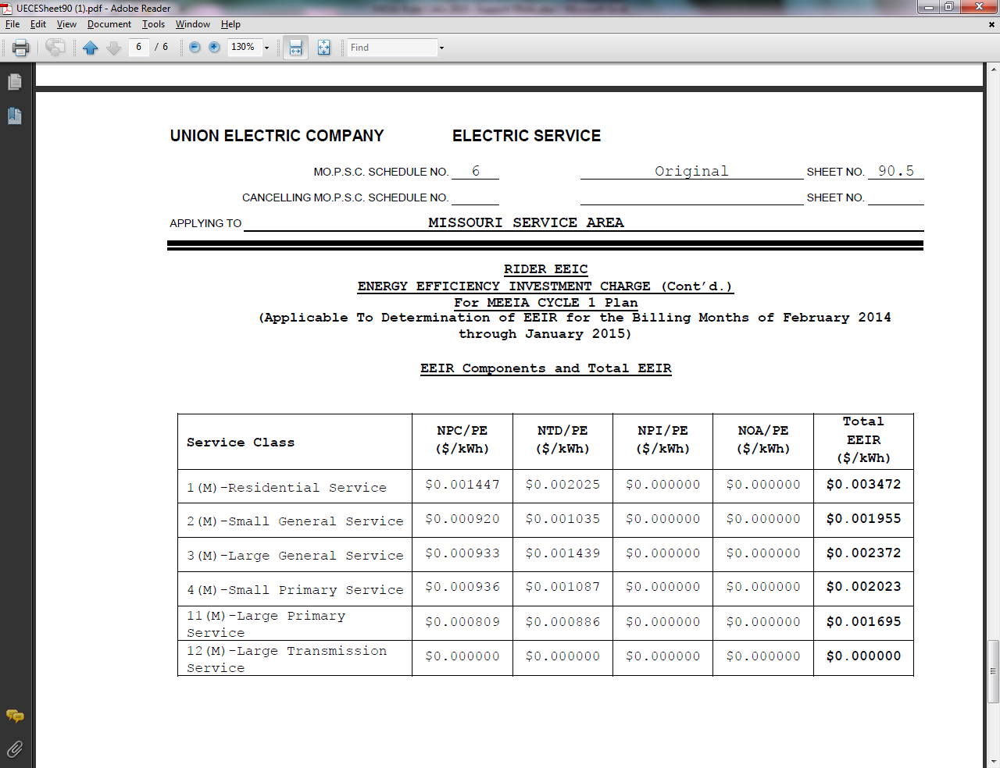 UECESheet90 (1).pdf - Adobe Reader
File Edit View Document Tools Window Help
6 / 6 130% Find
UNION ELECTRIC COMPANY ELECTRIC SERVICE
MO.P.S.C. SCHEDULE NO. 6 Original SHEET NO. 90.5
CANCELLING MO.P.S.C. SCHEDULE NO. SHEET NO.
APPLYING TO MISSOURI SERVICE AREA
RIDER EEIC
ENERGY EFFICIENCY INVESTMENT CHARGE (Cont'd.)
For MEEIA CYCLE 1 Plan
(Applicable To Determination of EEIR for the Billing Months of February 2014
through January 2015)
EEIR Components and Total EEIR
Service Class NPC/PE ($/kWh) NTD/PE ($/kWh) NPI/PE ($/kWh) NOA/PE ($/kWh) Total EEIR ($/kWh)
1(M)-Residential Service $0.001447 $0.002025 $0.000000 $0.000000 $0.003472
2(M)-Small General Service $0.000920 $0.001035 $0.000000 $0.000000 $0.001955
3(M)-Large General Service $0.000933 $0.001439 $0.000000 $0.000000 $0.002372
4(M)-Small Primary Service $0.000936 $0.001087 $0.000000 $0.000000 $0.002023
11(M)-Large Primary Service $0.000809 $0.000886 $0.000000 $0.000000 $0.001695
12(M)-Large Transmission Service $0.000000 $0.000000 $0.000000 $0.000000 $0.000000